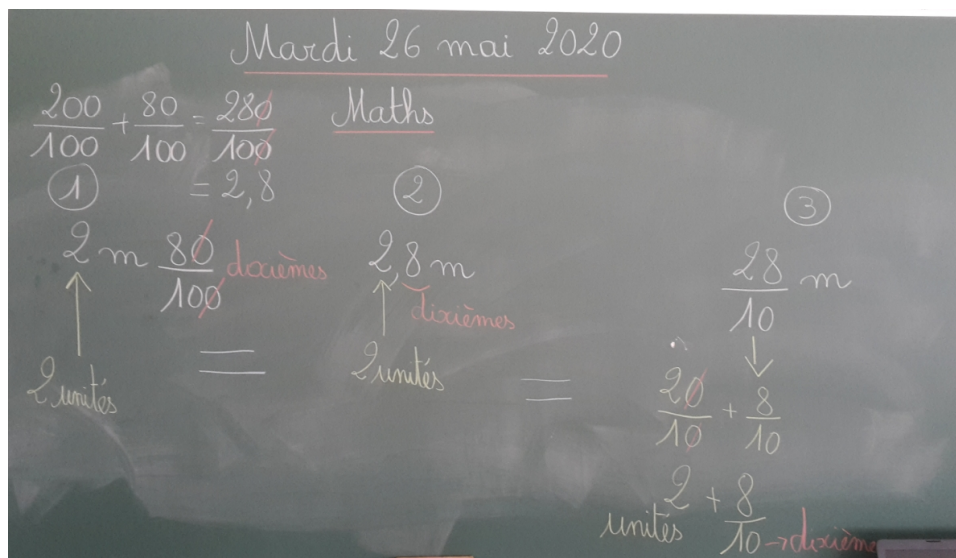 Mardi 26 mai 2020
Maths
200/100 + 80/100 = 280/100
= 2,8
1
2 m 80/100 dixièmes
2 unités
=
2
2,8 m
dixièmes
2 unités
=
3
28/10 m
20/10 + 8/10
2 + 8/10 → dixième
unités